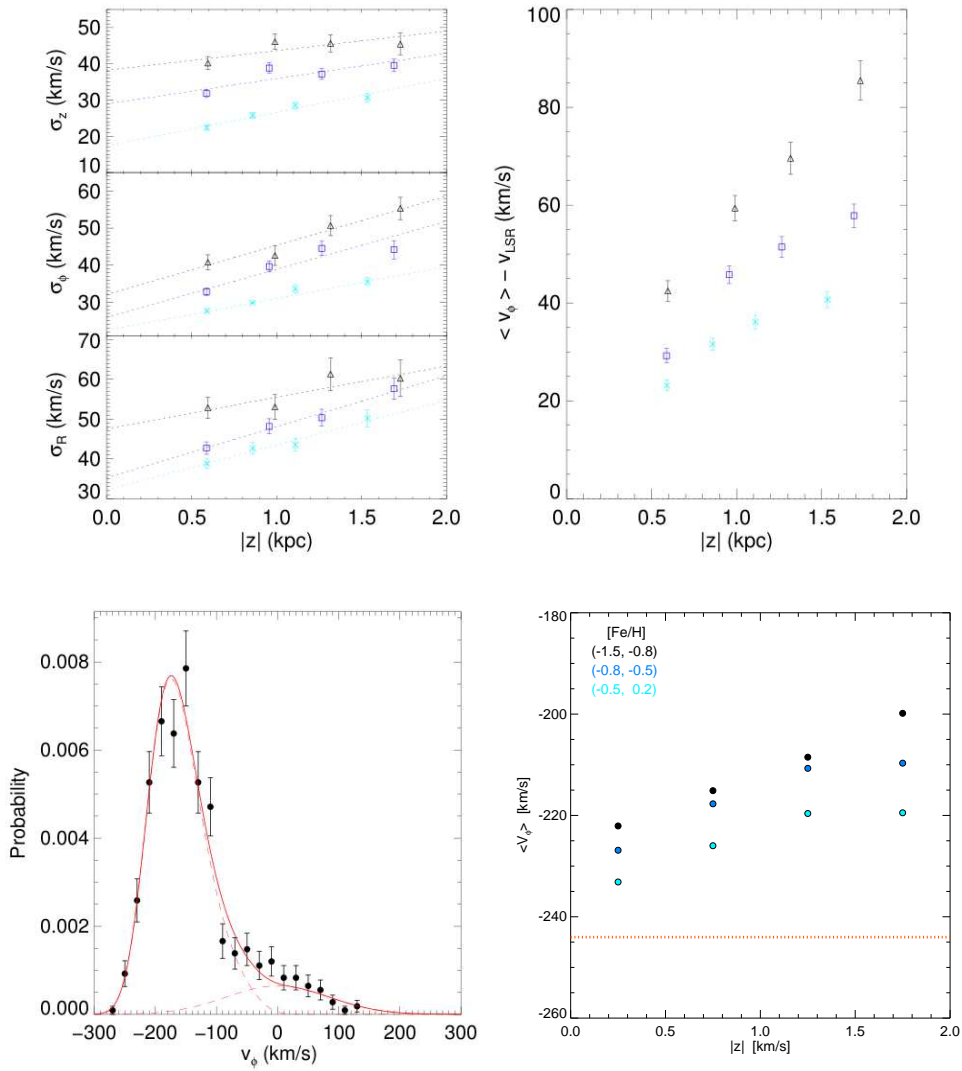 50
40
30
20
10
σz (km/s)
60
50
40
30
σϕ (km/s)
70
60
50
40
30
σR (km/s)
0.0 0.5 1.0 1.5 2.0
|z| (kpc)
100
80
60
40
20
0
< vϕ > − vLSR (km/s)
0.0 0.5 1.0 1.5 2.0
|z| (kpc)
0.008
0.006
0.004
0.002
0.000
Probability
−300 −200 −100 0 100 200 300
vϕ (km/s)
-180
-200
-220
-240
-260
<Vϕ> [km/s]
[Fe/H]
(-1.5, -0.8)
(-0.8, -0.5)
(-0.5, 0.2)
0.0 0.5 1.0 1.5 2.0
|z| [km/s]